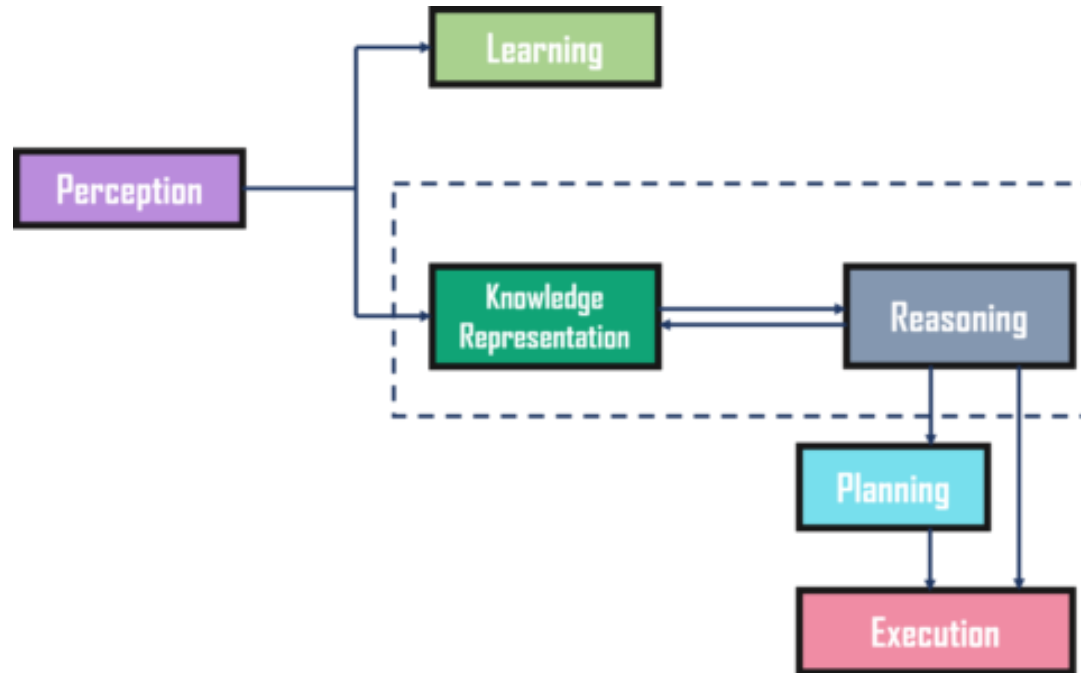 Learning
Perception
Knowledge
Representation
Reasoning
Planning
Execution